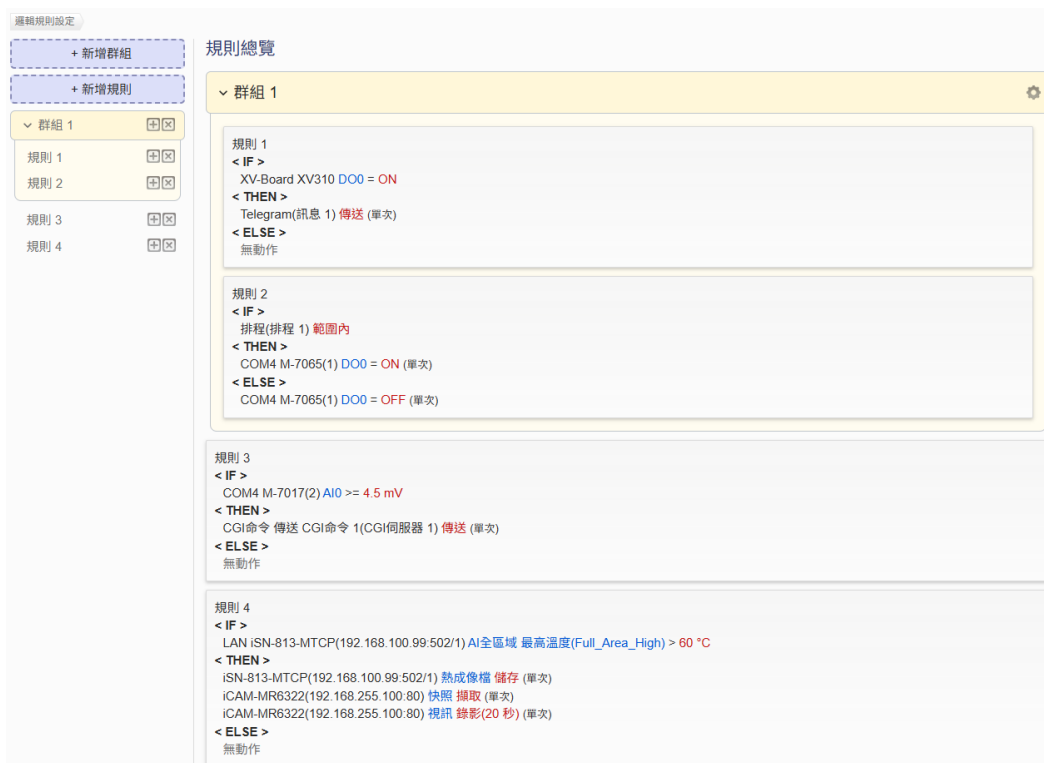 邏輯規則設定
+ 新增群組
+ 新增規則
群組 1
規則 1
規則 2
規則 3
規則 4
規則總覽
群組 1
規則 1
< IF >
XV-Board XV310 DO0 = ON
< THEN >
Telegram(訊息 1) 傳送 (單次)
< ELSE >
無動作
規則 2
< IF >
排程(排程 1) 範圍內
< THEN >
COM4 M-7065(1) DO0 = ON (單次)
< ELSE >
COM4 M-7065(1) DO0 = OFF (單次)
規則 3
< IF >
COM4 M-7017(2) AI0 >= 4.5 mV
< THEN >
CGI命令 傳送 CGI命令 1(CGI伺服器 1) 傳送 (單次)
< ELSE >
無動作
規則 4
< IF >
LAN iSN-813-MTCP(192.168.100.99:502/1) AI全區域 最高溫度(Full_Area_High) > 60 °C
< THEN >
iSN-813-MTCP(192.168.100.99:502/1) 熱成像檔 儲存 (單次)
iCAM-MR6322(192.168.255.100:80) 快照 擷取 (單次)
iCAM-MR6322(192.168.255.100:80) 視訊 錄影(20 秒) (單次)
< ELSE >
無動作